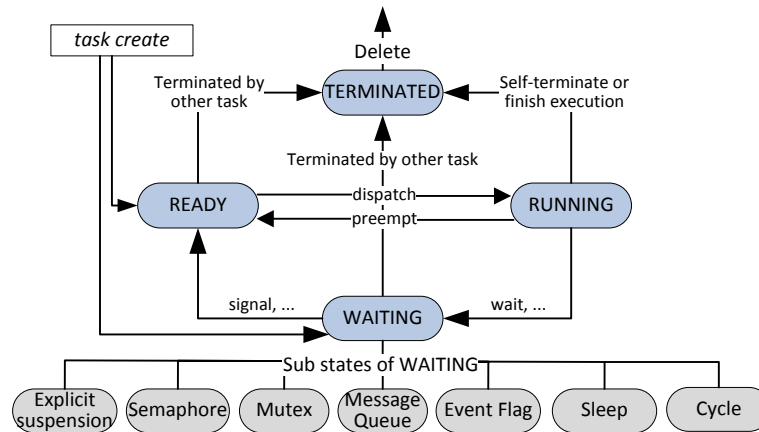 task create
Delete
Terminated by
other task
TERMINATED
Self-terminate or
finish execution
Terminated by other task
READY
dispatch
preempt
RUNNING
signal, ...
WAITING
wait, ...
Sub states of WAITING
Explicit
suspension
Semaphore
Mutex
Message
Queue
Event Flag
Sleep
Cycle